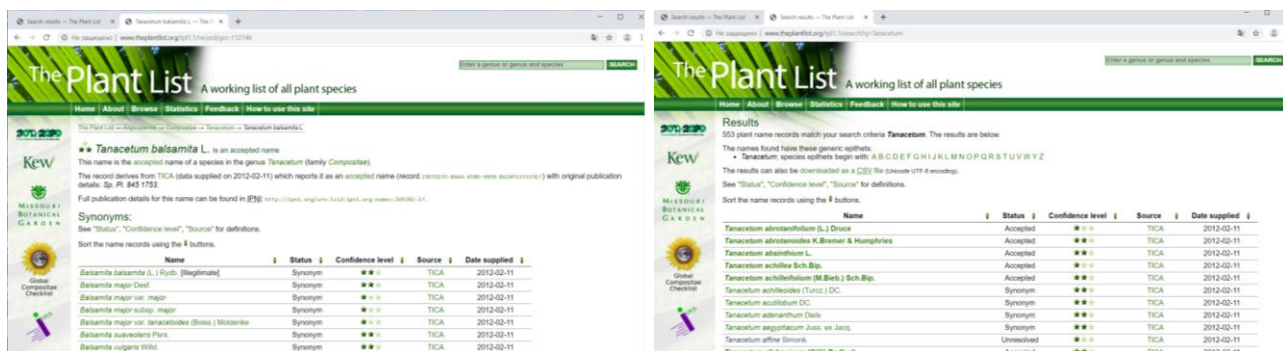 Search results — The Plant List
Tanacetum balsamita L. — The Pl
Не защищено | www.theplantlist.org/tpl1.1/record/gcc-112746
The Plant List A working list of all plant species
Enter a genus or genus and species SEARCH
Home About Browse Statistics Feedback How to use this site
Kew
MISSOURI
BOTANICAL
GARDEN
Global
Compositae
Checklist
The Plant List → Angiosperms → Compositae → Tanacetum → Tanacetum balsamita L.
Tanacetum balsamita L. is an accepted name
This name is the accepted name of a species in the genus Tanacetum (family Compositae).
The record derives from TICA (data supplied on 2012-02-11) which reports it as an accepted name (record
) with original publication
details: Sp. Pl. 845 1753.
Full publication details for this name can be found in IPNI:
Synonyms:
See "Status", "Confidence level", "Source" for definitions.
Sort the name records using the buttons.
Name Status Confidence level Source Date supplied
Balsamita balsamita (L.) Rydb. [Illegitimate] Synonym TICA 2012-02-11
Balsamita major Desf. Synonym TICA 2012-02-11
Balsamita major var. major Synonym TICA 2012-02-11
Balsamita major subsp. major Synonym TICA 2012-02-11
Balsamita major var. tanacetoides (Boiss.) Moldenke Synonym TICA 2012-02-11
Balsamita suaveolens Pers. Synonym TICA 2012-02-11
Balsamita vulgaris Willd. Synonym TICA 2012-02-11
Search results — The Plant List
Search results — The Plant List
Не защищено | www.theplantlist.org/tpl1.1/search?q=Tanacetum
The Plant List A working list of all plant species
Enter a genus or genus and species SEARCH
Home About Browse Statistics Feedback How to use this site
Kew
MISSOURI
BOTANICAL
GARDEN
Global
Compositae
Checklist
Results
553 plant name records match your search criteria Tanacetum. The results are below.
The names found have these generic epithets:
• Tanacetum: species epithets begin with: A B C D E F G H I J K L M N O P Q R S T U V W Y Z
The results can also be downloaded as a CSV file (Unicode UTF-8 encoding).
See "Status", "Confidence level", "Source" for definitions.
Sort the name records using the buttons.
Name Status Confidence level Source Date supplied
Tanacetum abrotanifolium (L.) Druce Accepted TICA 2012-02-11
Tanacetum abrotanoides K.Bremer & Humphries Accepted TICA 2012-02-11
Tanacetum absinthium L. Accepted TICA 2012-02-11
Tanacetum achillea Sch.Bip. Accepted TICA 2012-02-11
Tanacetum achilleifolium (M.Bieb.) Sch.Bip. Accepted TICA 2012-02-11
Tanacetum achilleoides (Turcz.) DC. Synonym TICA 2012-02-11
Tanacetum acutilobum DC. Synonym TICA 2012-02-11
Tanacetum adenanthum Diels Synonym TICA 2012-02-11
Tanacetum aegyptiacum Juss. ex Jacq. Synonym TICA 2012-02-11
Tanacetum affine Simonk. Unresolved TICA 2012-02-11